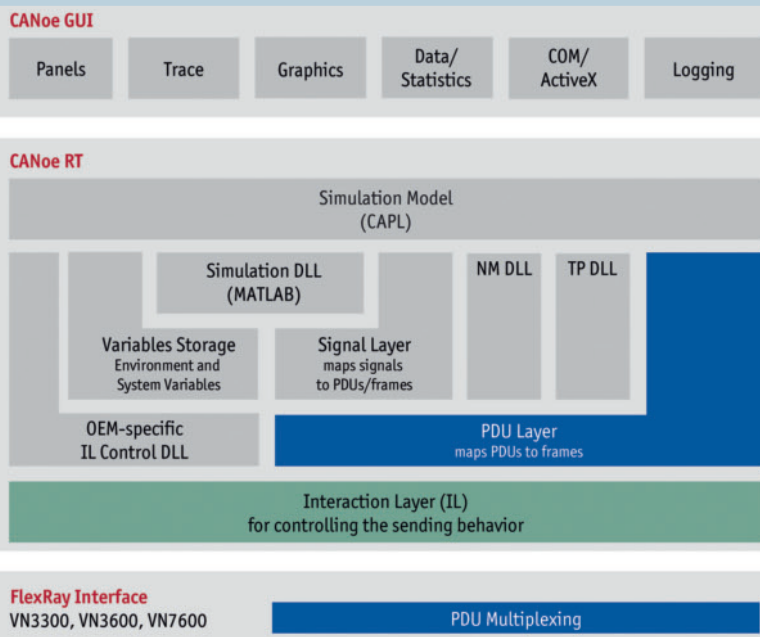 CANoe GUI
Panels
Trace
Graphics
Data/
Statistics
COM/
ActiveX
Logging
CANoe RT
Simulation Model
(CAPL)
Simulation DLL
(MATLAB)
NM DLL
TP DLL
Variables Storage
Environment and
System Variables
Signal Layer
maps signals
to PDUs/frames
OEM-specific
IL Control DLL
PDU Layer
maps PDUs to frames
Interaction Layer (IL)
for controlling the sending behavior
FlexRay Interface
VN3300, VN3600, VN7600
PDU Multiplexing